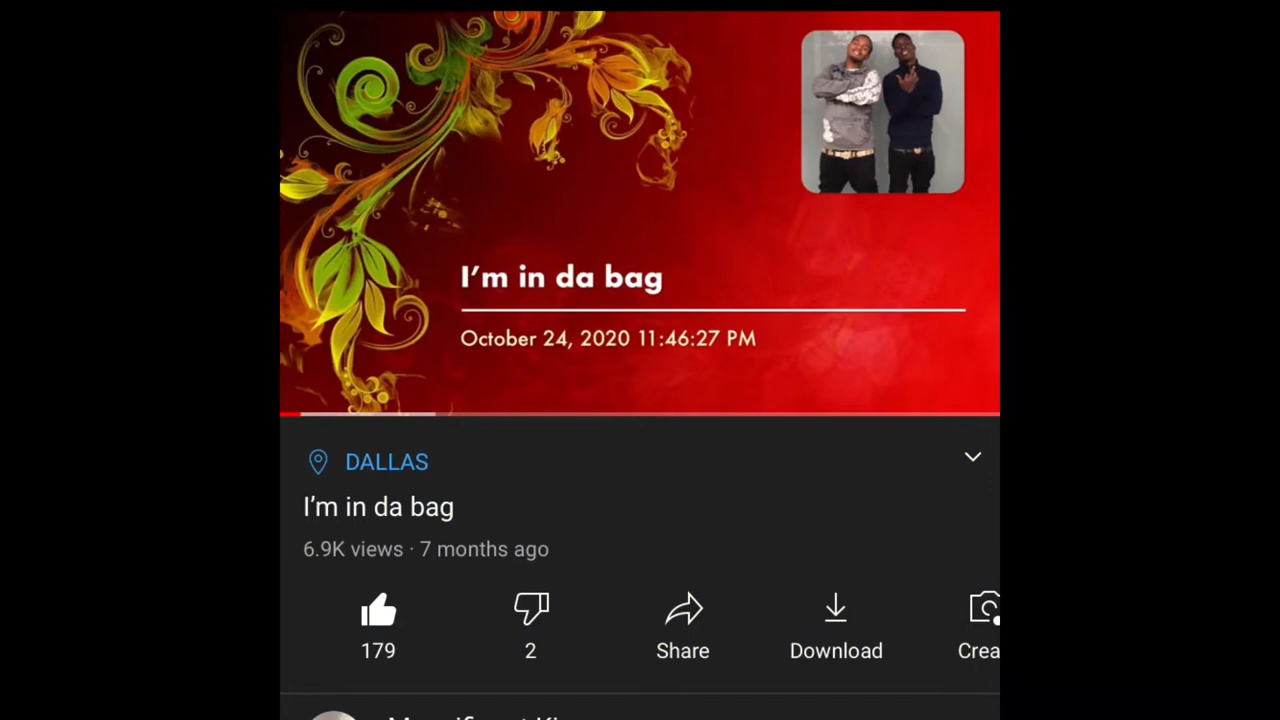 I'm in da bag
October 24, 2020 11:46:27 PM
DALLAS
I'm in da bag
6.9K views · 7 months ago
179
2
Share
Download
Crea